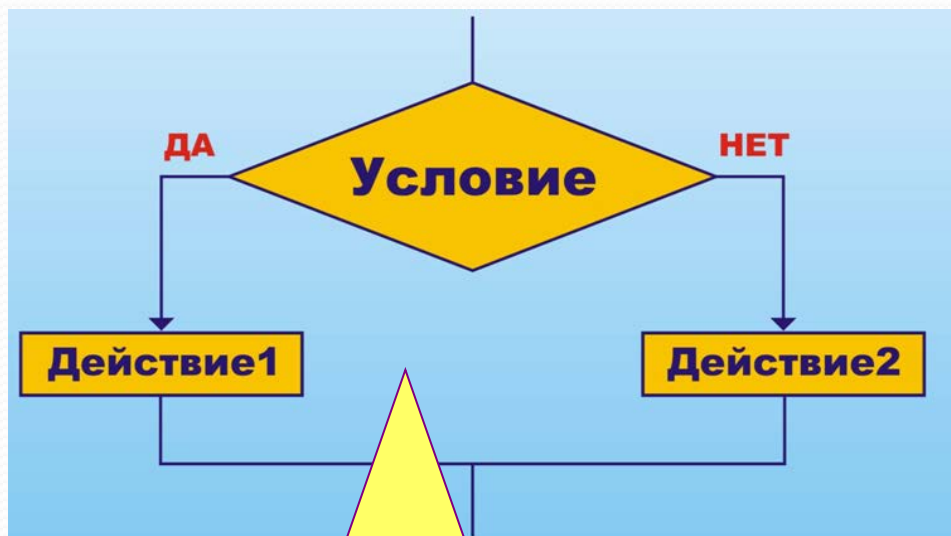 ДА
НЕТ
Условие
Действие1
Действие2